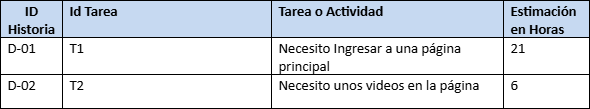 ID Historia Id Tarea Tarea o Actividad Estimación en Horas
D-01 T1 Necesito Ingresar a una página principal 21
D-02 T2 Necesito unos videos en la página 6